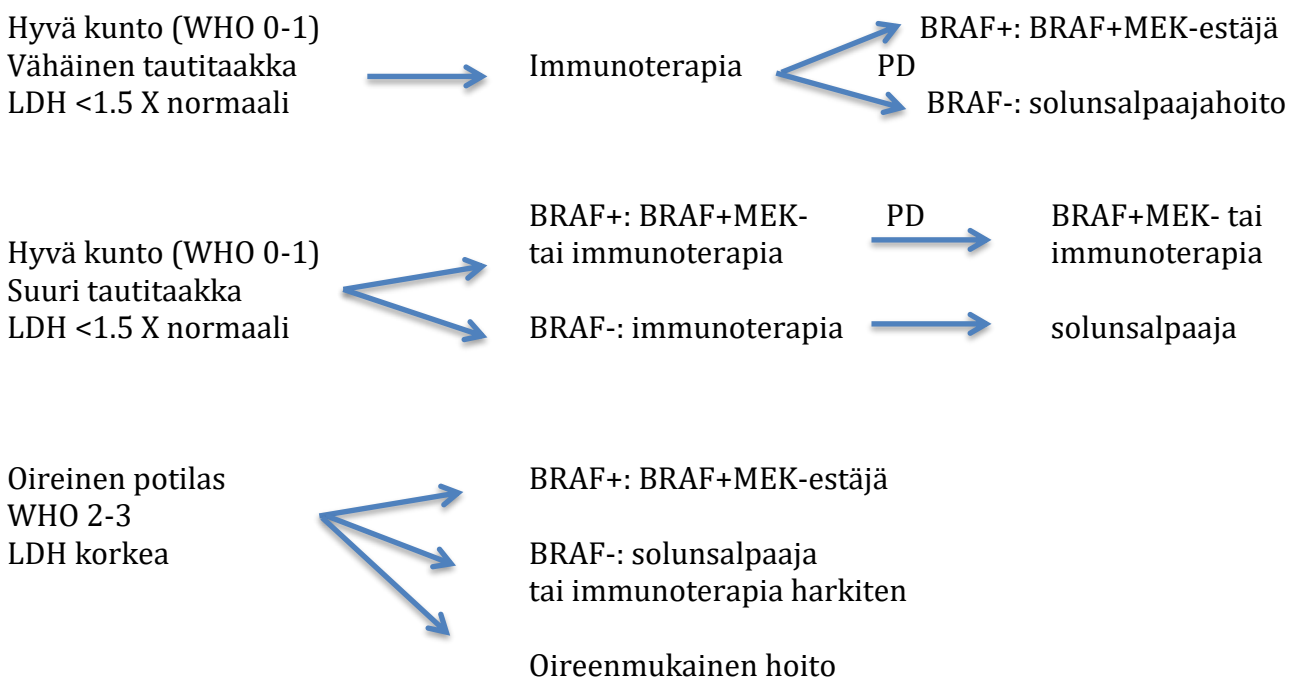 Hyvä kunto (WHO 0-1)
Vähäinen tautitaakka
LDH <1.5 X normaali
Immunoterapia
PD
BRAF+: BRAF+MEK-estäjä
BRAF-: solunsalpaajahoito
Hyvä kunto (WHO 0-1)
Suuri tautitaakka
LDH <1.5 X normaali
BRAF+: BRAF+MEK-
tai immunoterapia
PD
BRAF+MEK- tai
immunoterapia
BRAF-: immunoterapia
solunsalpaaja
Oireinen potilas
WHO 2-3
LDH korkea
BRAF+: BRAF+MEK-estäjä
BRAF-: solunsalpaaja
tai immunoterapia harkiten
Oireenmukainen hoito